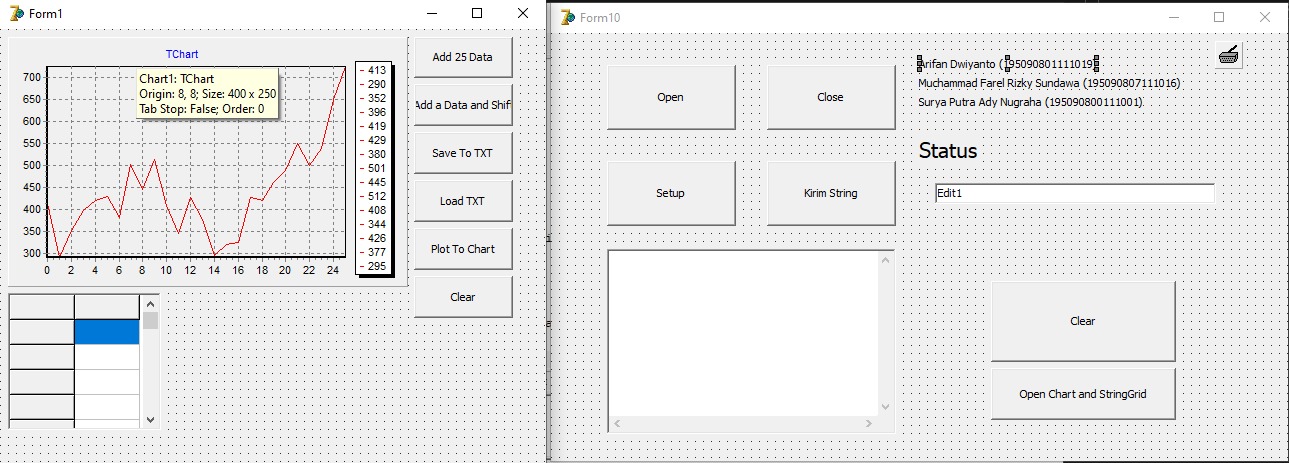 Form1
TChart
Chart1: TChart
Origin: 8, 8; Size: 400 x 250
Tab Stop: False; Order: 0
700
650
600
550
500
450
400
350
300
0 2 4 6 8 10 12 14 16 18 20 22 24
413
290
352
396
419
429
380
501
445
512
408
344
426
377
295
Add 25 Data
Add a Data and Shift
Save To TXT
Load TXT
Plot To Chart
Clear
Form10
Open
Close
Setup
Kirim String
Arifan Dwiyanto (195090801111019)
Muchammad Farel Rizky Sundawa (195090807111016)
Surya Putra Ady Nugraha (195090800111001)
Status
Edit1
Clear
Open Chart and StringGrid